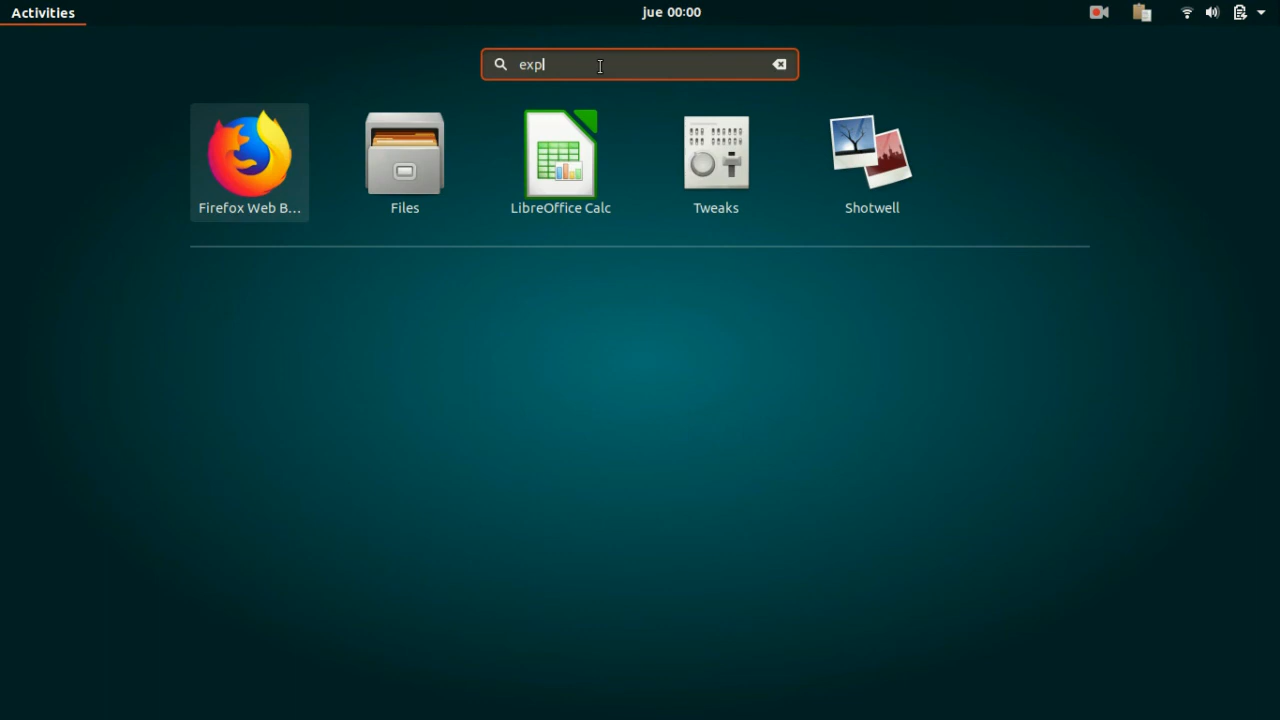 Activities
jue 00:00
expl
Firefox Web B...
Files
LibreOffice Calc
Tweaks
Shotwell